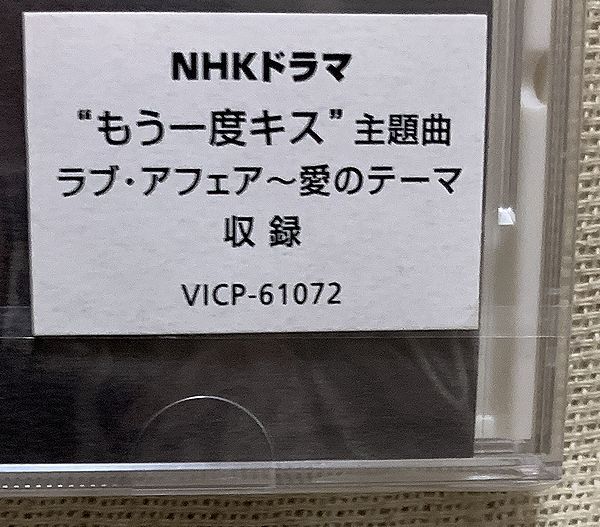 NHKドラマ
“もう一度キス”主題曲
ラブ・アフェア～愛のテーマ
収録
VICP-61072